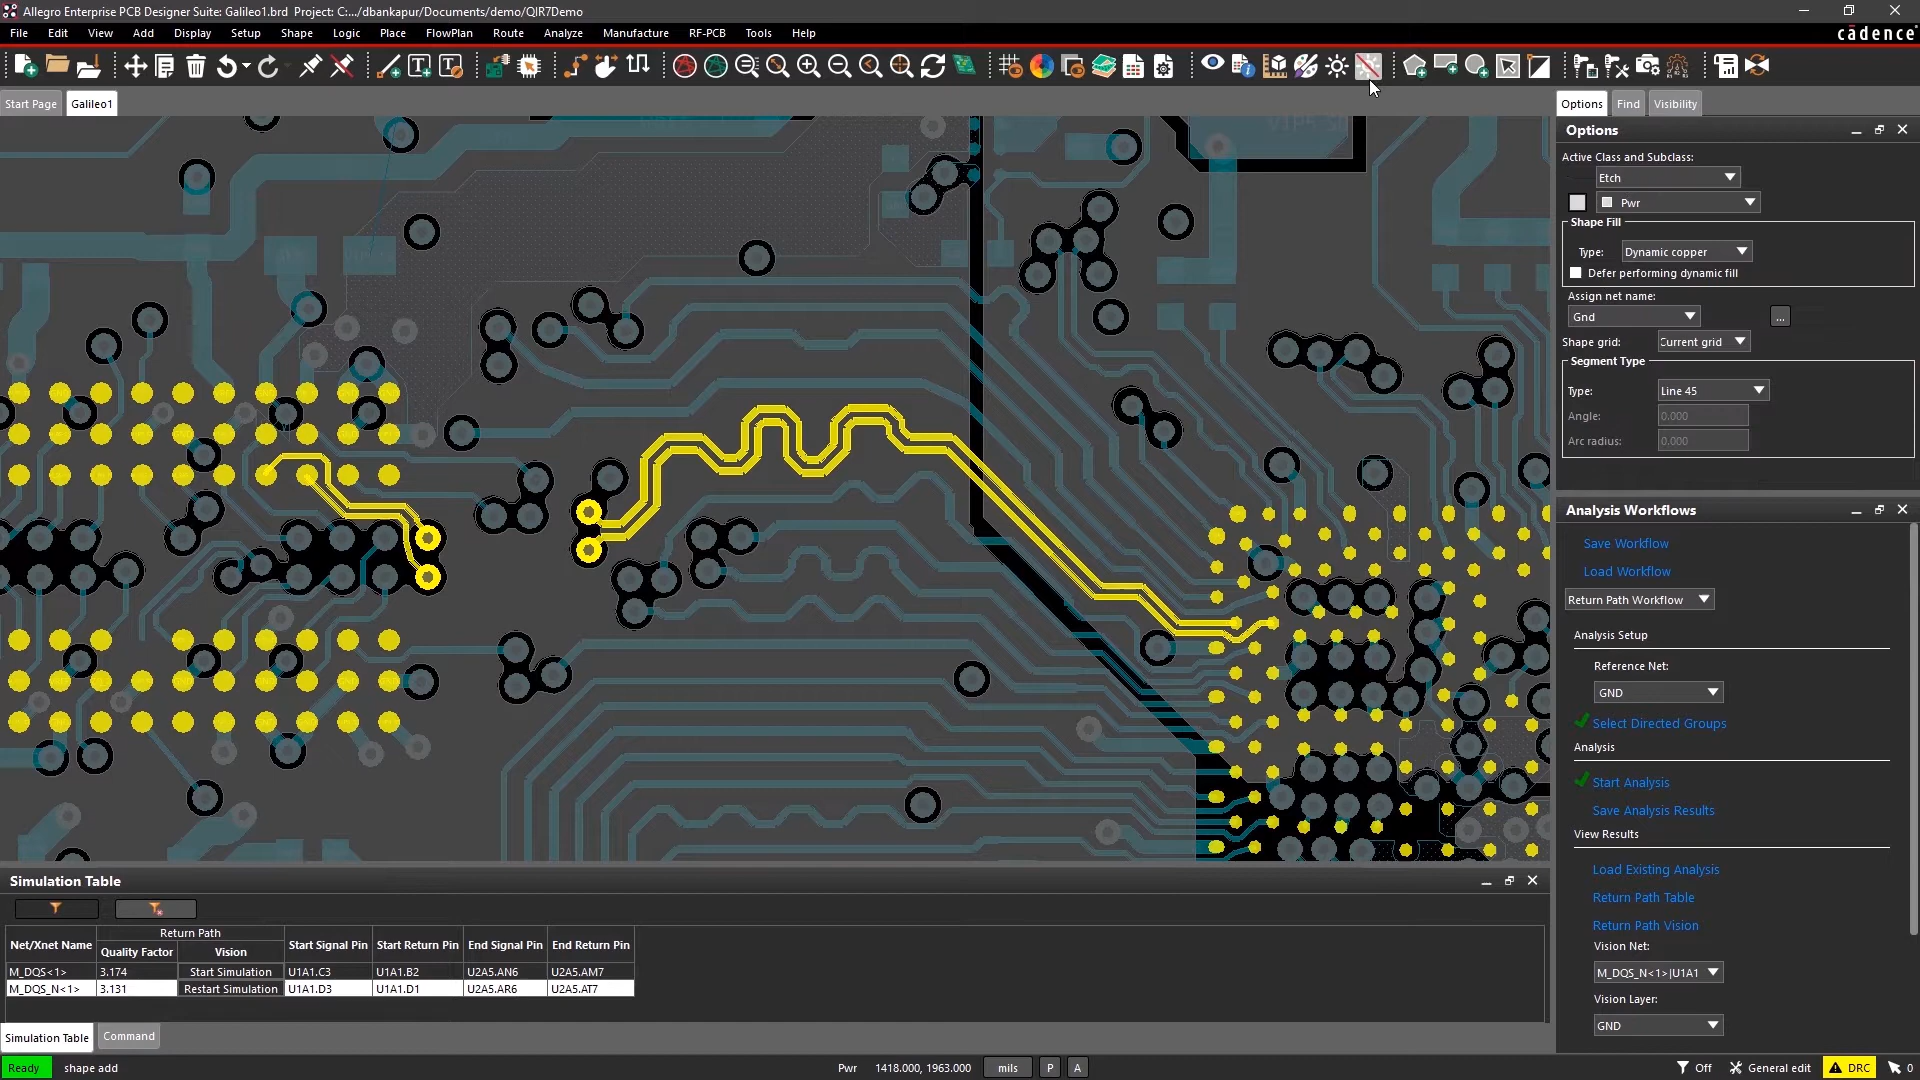 Allegro Enterprise PCB Designer Suite: Galileo1.brd  Project: C:.../dbankapur/Documents/demo/QIR7Demo
File Edit View Add Display Setup Shape Logic Place FlowPlan Route Analyze Manufacture RF-PCB Tools Help
cādence®
Start Page Galileo1
Options Find Visibility
Options
Active Class and Subclass:
Etch
Pwr
Shape Fill
Type: Dynamic copper
Defer performing dynamic fill
Assign net name:
Gnd ...
Shape grid: Current grid
Segment Type
Type: Line 45
Angle: 0.000
Arc radius: 0.000
Analysis Workflows
Save Workflow
Load Workflow
Return Path Workflow
Analysis Setup
Reference Net:
GND
Select Directed Groups
Analysis
Start Analysis
Save Analysis Results
View Results
Load Existing Analysis
Return Path Table
Return Path Vision
Vision Net:
M_DQS_N<1>|U1A1
Vision Layer:
GND
Simulation Table
Net/Xnet Name Return Path Start Signal Pin Start Return Pin End Signal Pin End Return Pin
Quality Factor Vision
M_DQS<1> 3.174 Start Simulation U1A1.C3 U1A1.B2 U2A5.AN6 U2A5.AM7
M_DQS_N<1> 3.131 Restart Simulation U1A1.D3 U1A1.D1 U2A5.AR6 U2A5.AT7
Simulation Table Command
Ready shape add Pwr 1418.000, 1963.000 mils P A Off General edit DRC 0